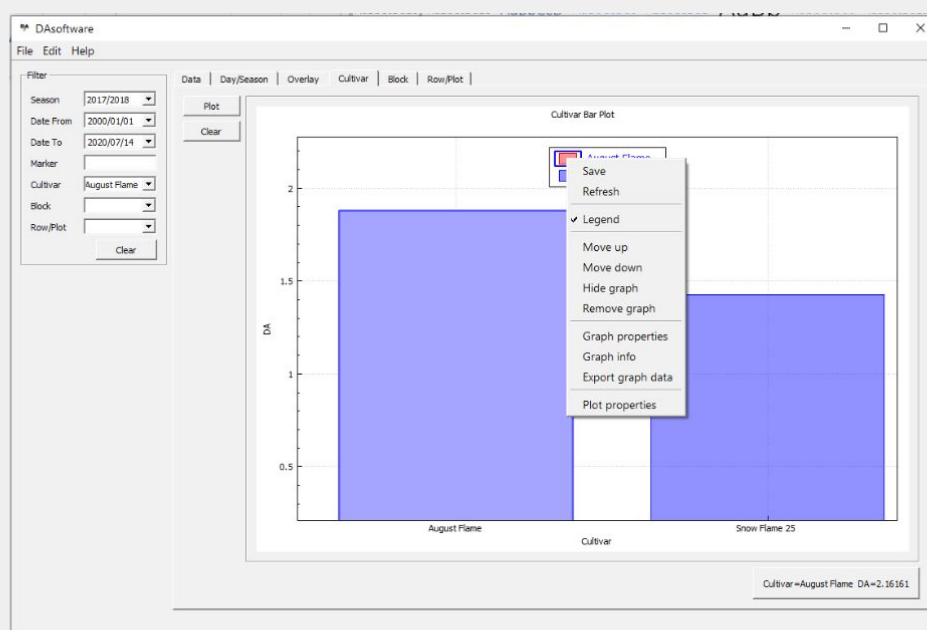 DAsoftware
File Edit Help
Filter
Season 2017/2018
Date From 2000/01/01
Date To 2020/07/14
Marker
Cultivar August Flame
Block
Row/Plot
Clear
Data Day/Season Overlay Cultivar Block Row/Plot
Plot
Clear
Cultivar Bar Plot
August Flame
Save
Refresh
Legend
Move up
Move down
Hide graph
Remove graph
Graph properties
Graph info
Export graph data
Plot properties
2
1.5
1
0.5
DA
August Flame
Snow Flame 25
Cultivar
Cultivar=August Flame DA=2.16161